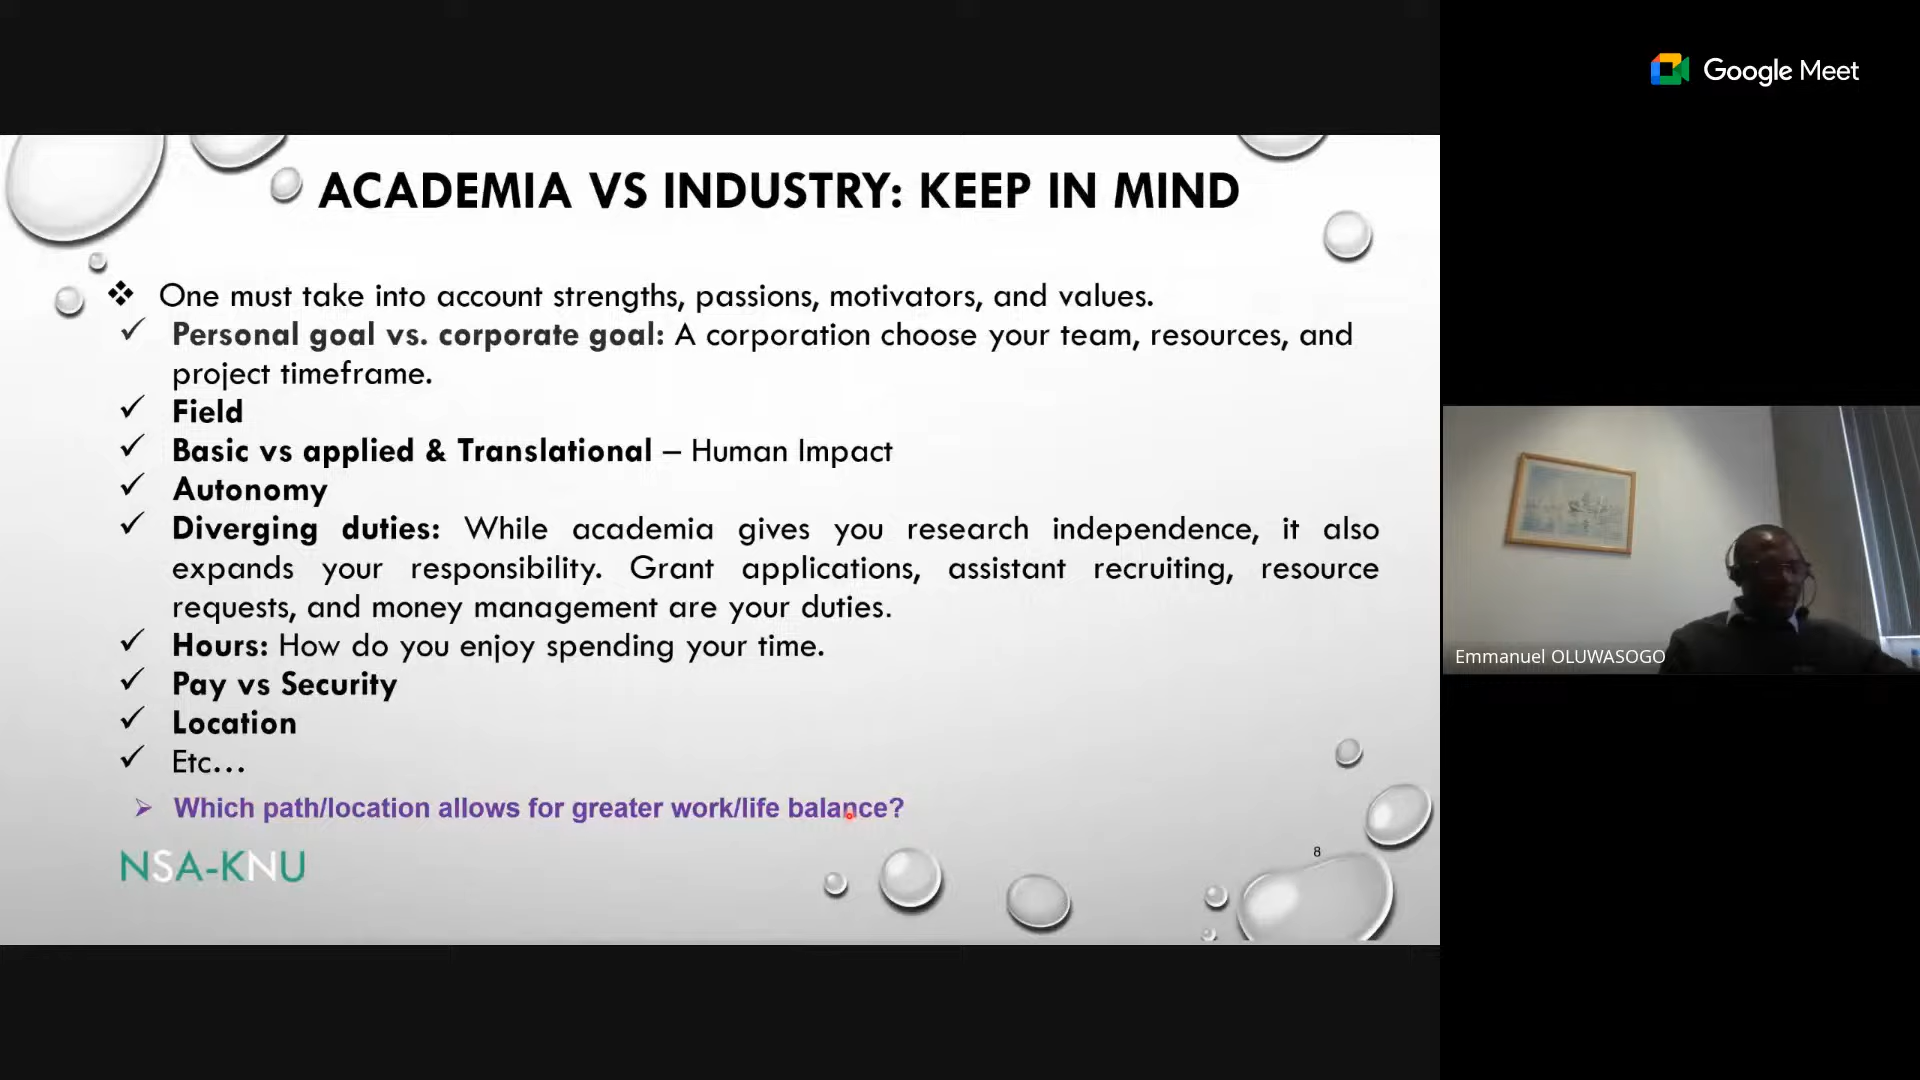 Google Meet
ACADEMIA VS INDUSTRY: KEEP IN MIND
❖ One must take into account strengths, passions, motivators, and values.
✓ Personal goal vs. corporate goal: A corporation choose your team, resources, and
project timeframe.
✓ Field
✓ Basic vs applied & Translational – Human Impact
✓ Autonomy
✓ Diverging duties: While academia gives you research independence, it also
expands your responsibility. Grant applications, assistant recruiting, resource
requests, and money management are your duties.
✓ Hours: How do you enjoy spending your time.
✓ Pay vs Security
✓ Location
✓ Etc…
➢ Which path/location allows for greater work/life balance?
NSA-KNU
8
Emmanuel OLUWASOGO